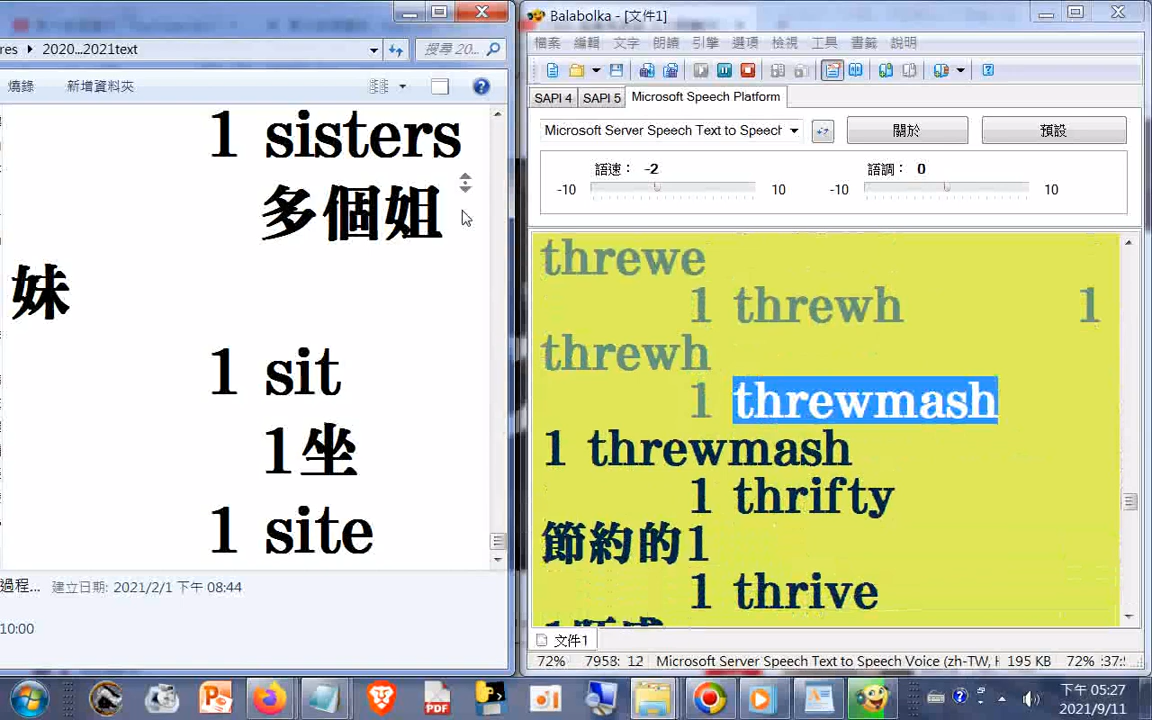 res ▸ 2020...2021text
搜尋 20...
燒錄
新增資料夾
1 sisters
多個姐
妹
1 sit
1坐
1 site
過程... 建立日期: 2021/2/1 下午 08:44
10:00
Balabolka - [文件1]
檔案 編輯 文字 朗讀 引擎 選項 檢視 工具 書籤 說明
SAPI 4 SAPI 5 Microsoft Speech Platform
Microsoft Server Speech Text to Speech
關於
預設
語速： -2
語調： 0
-10 10 -10 10
threwe
1 threwh 1
threwh
1 threwmash
1 threwmash
1 thrifty
節約的1
1 thrive
文件1
72% 7958: 12 Microsoft Server Speech Text to Speech Voice (zh-TW, 195 KB 72%
下午 05:27
2021/9/11